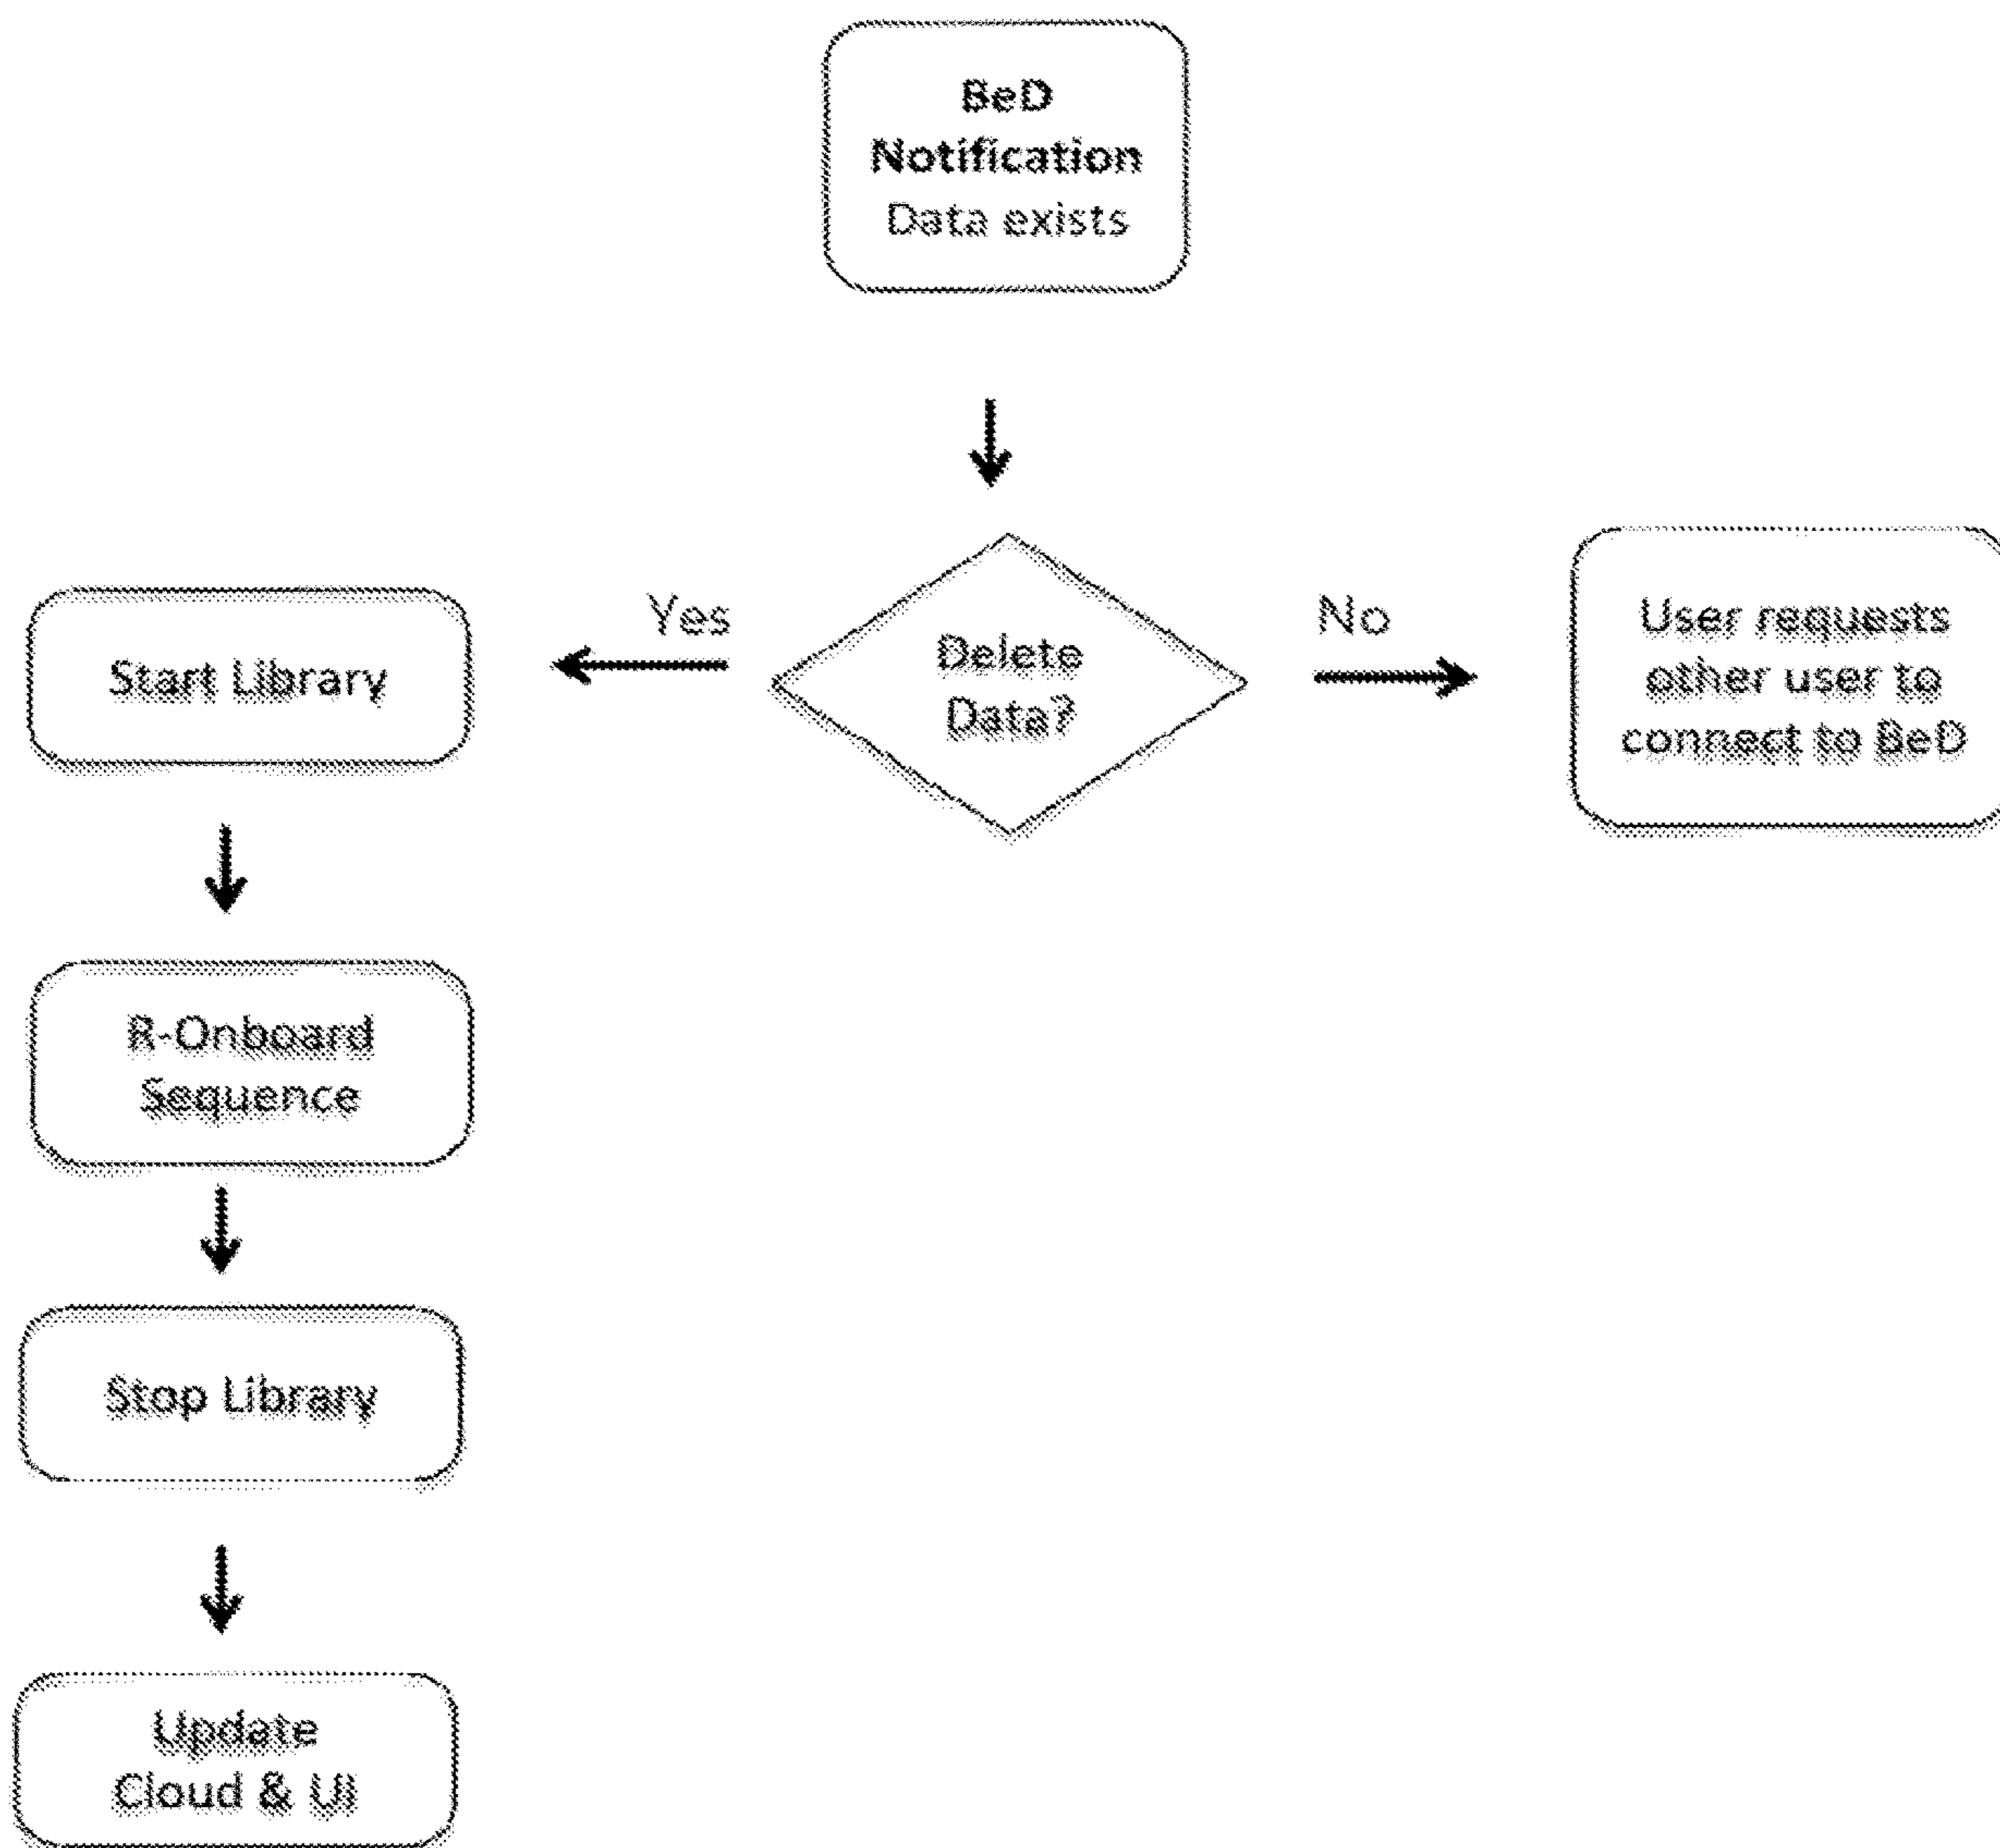 BeD
Notification
Data exists
Yes
No
Start Library
Delete
Data?
User requests
other user to
connect to BeD
R-Onboard
Sequence
Stop Library
Update
Cloud & UI